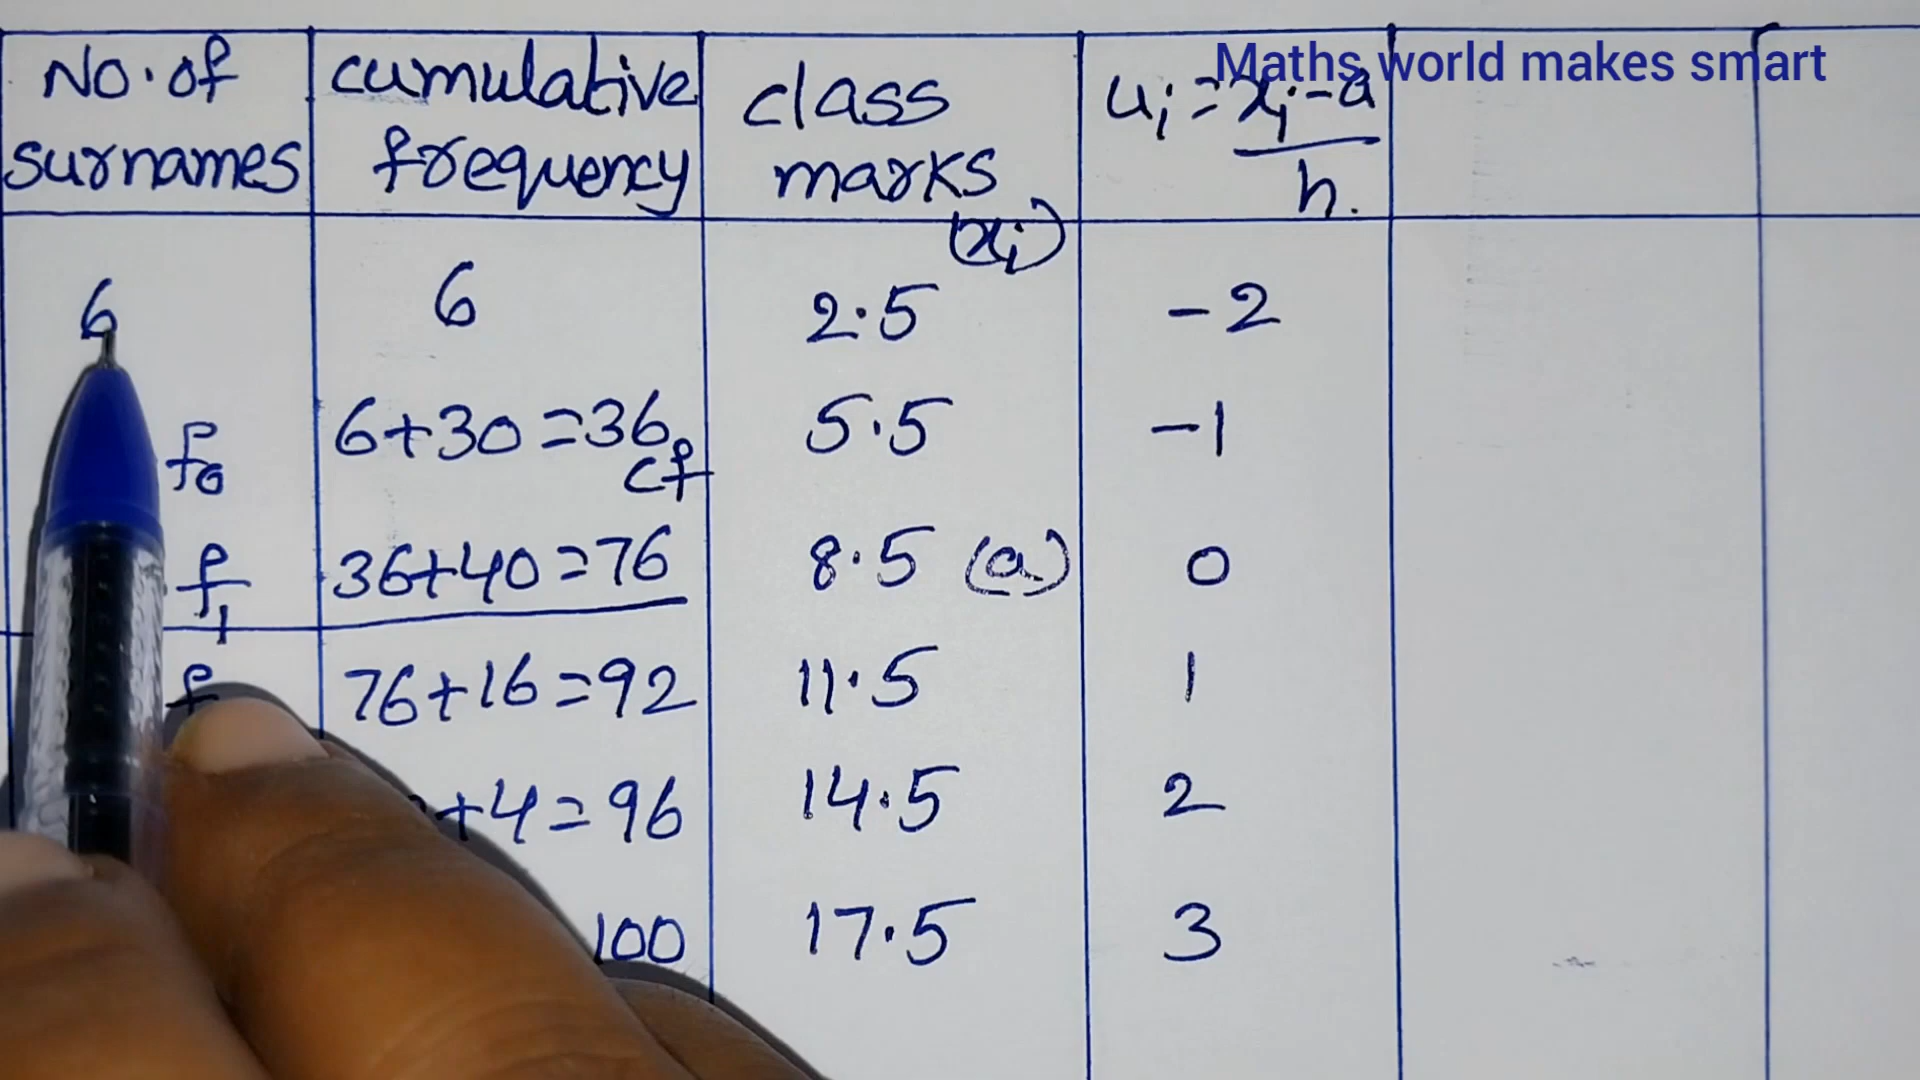 Maths world makes smart
No. of surnames | cumulative frequency | class marks (xi) | ui = xi - a / h.
6 | 6 | 2.5 | -2
f0 | 6+30=36 cf | 5.5 | -1
f1 | 36+40=76 | 8.5 (a) | 0
f | 76+16=92 | 11.5 | 1
+4=96 | 14.5 | 2
100 | 17.5 | 3